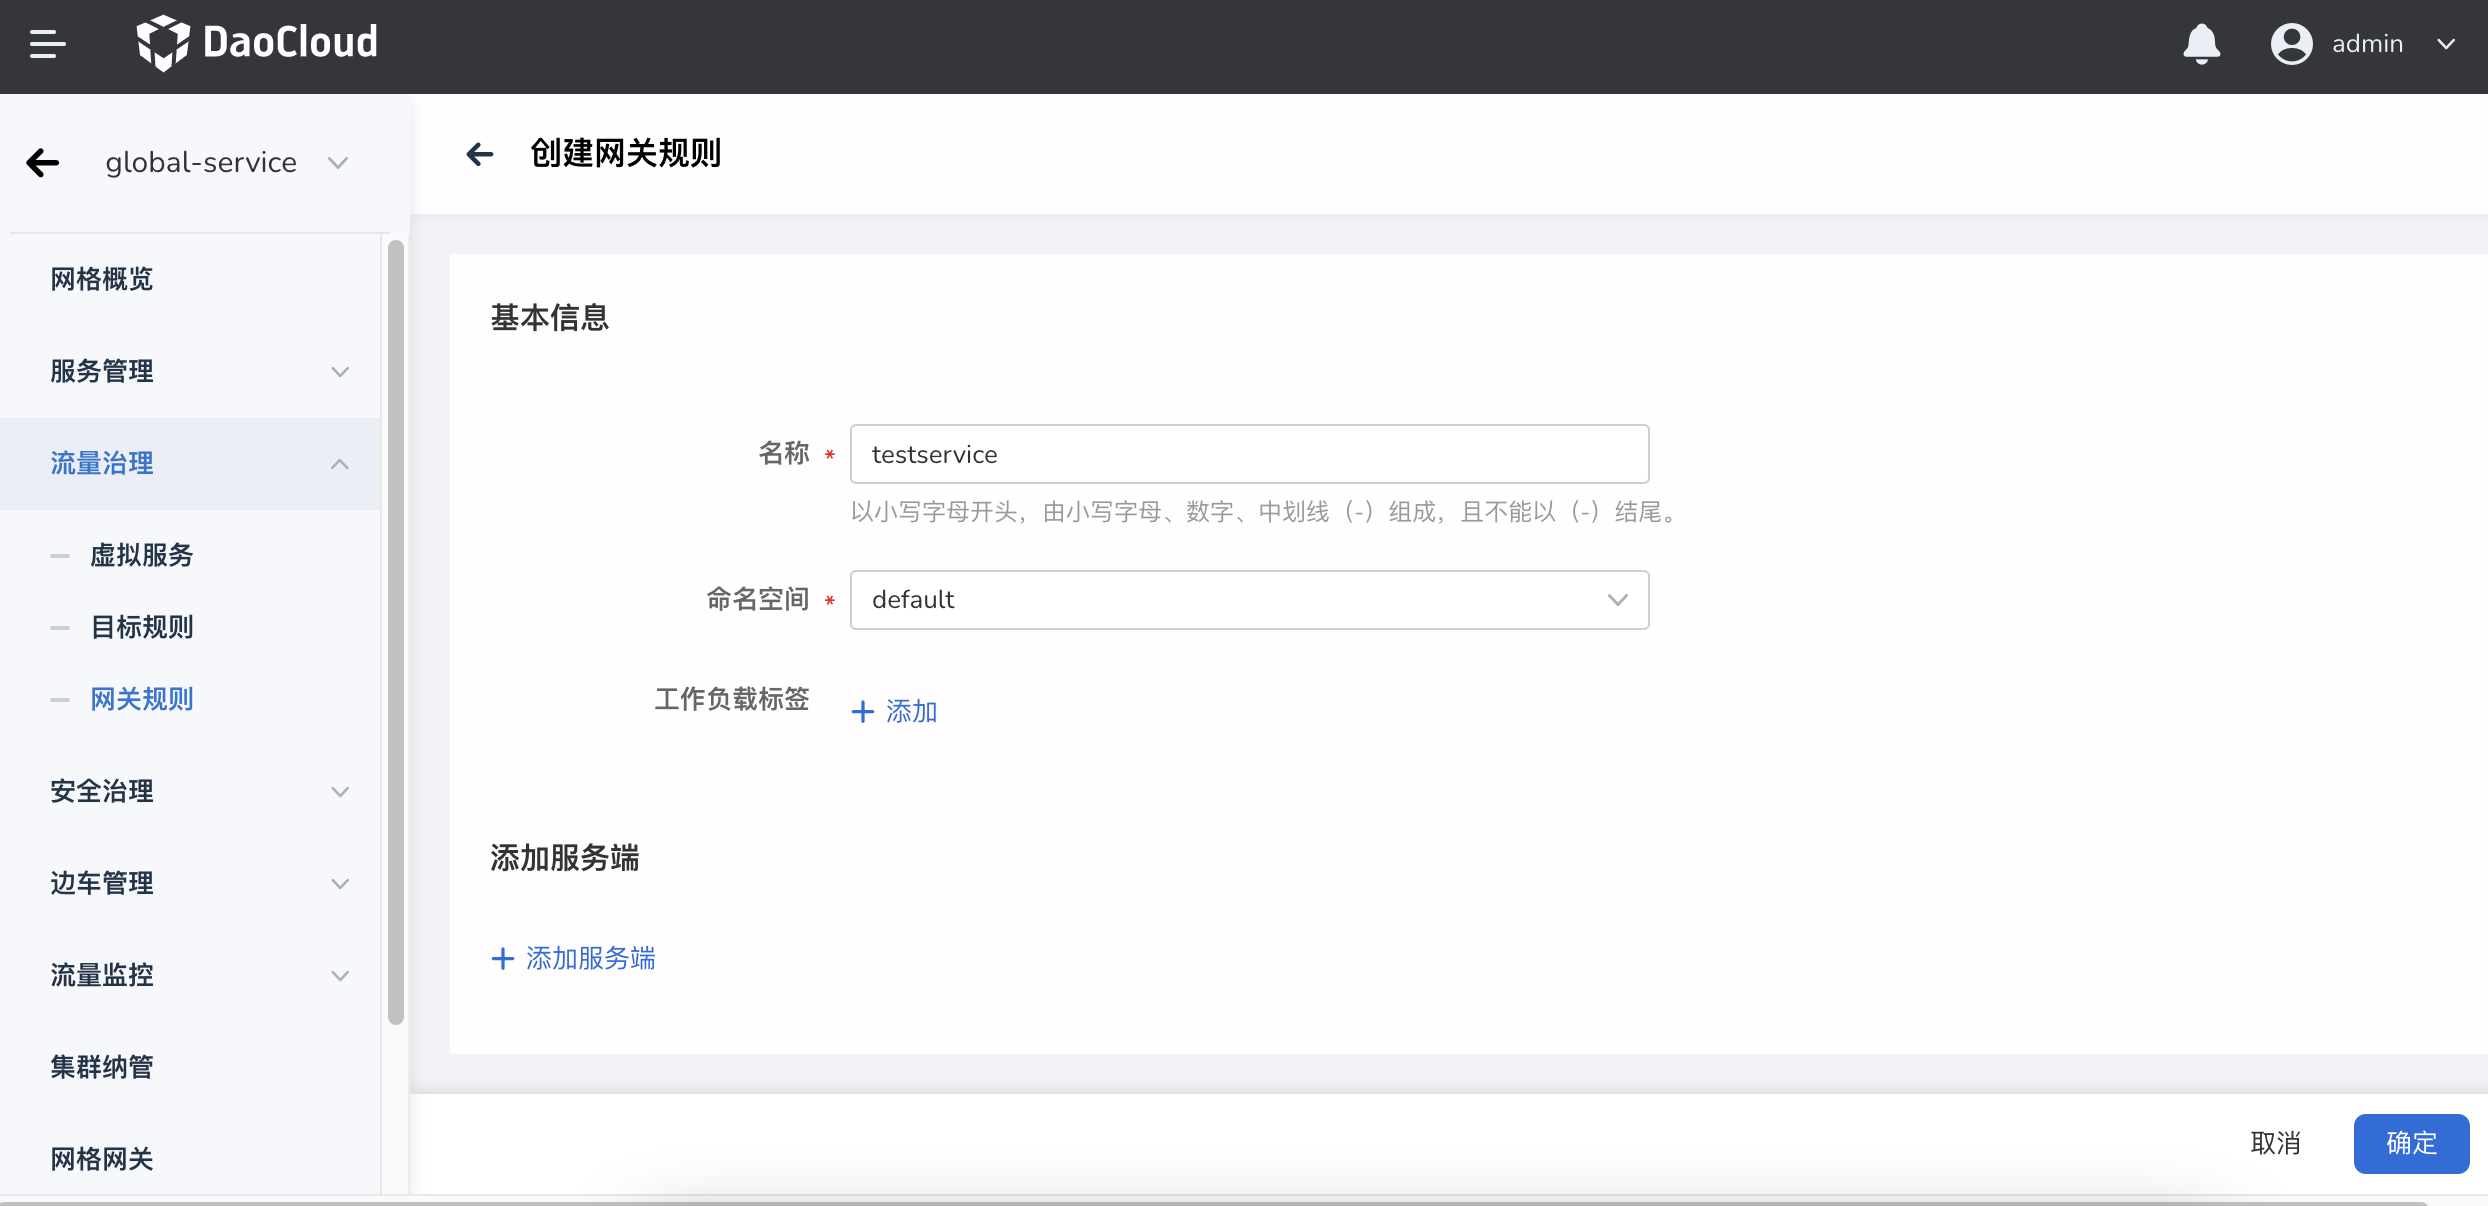 DaoCloud
admin
global-service
网格概览
服务管理
流量治理
虚拟服务
目标规则
网关规则
安全治理
边车管理
流量监控
集群纳管
网格网关
创建网关规则
基本信息
名称 * testservice
以小写字母开头，由小写字母、数字、中划线（-）组成，且不能以（-）结尾。
命名空间 * default
工作负载标签 + 添加
添加服务端
+ 添加服务端
取消 确定